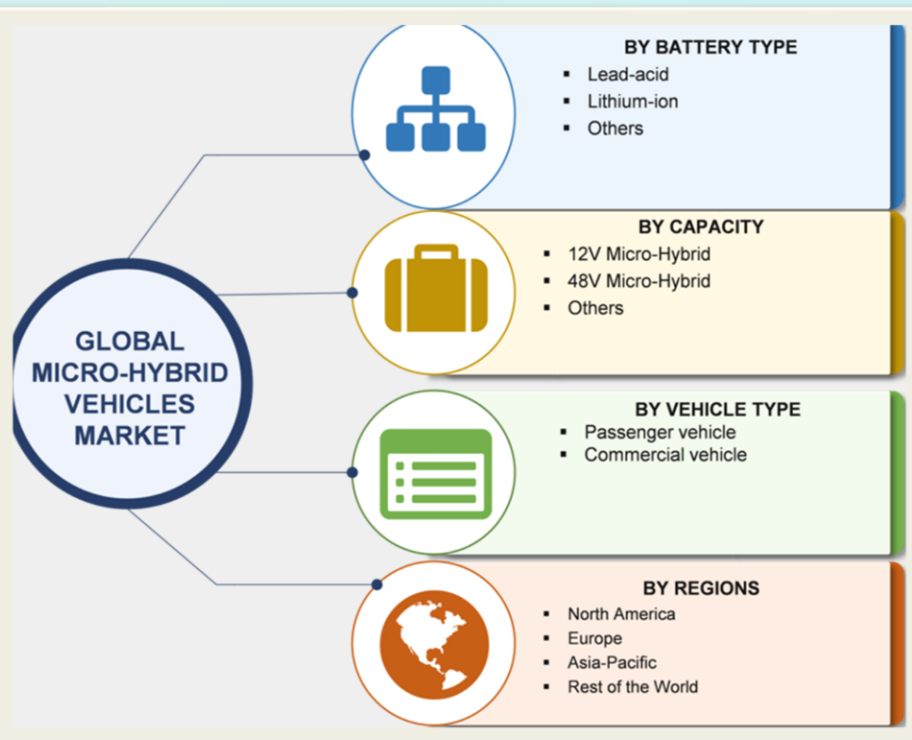 GLOBAL
MICRO-HYBRID
VEHICLES
MARKET
BY BATTERY TYPE
▪ Lead-acid
▪ Lithium-ion
▪ Others
BY CAPACITY
▪ 12V Micro-Hybrid
▪ 48V Micro-Hybrid
▪ Others
BY VEHICLE TYPE
▪ Passenger vehicle
▪ Commercial vehicle
BY REGIONS
▪ North America
▪ Europe
▪ Asia-Pacific
▪ Rest of the World